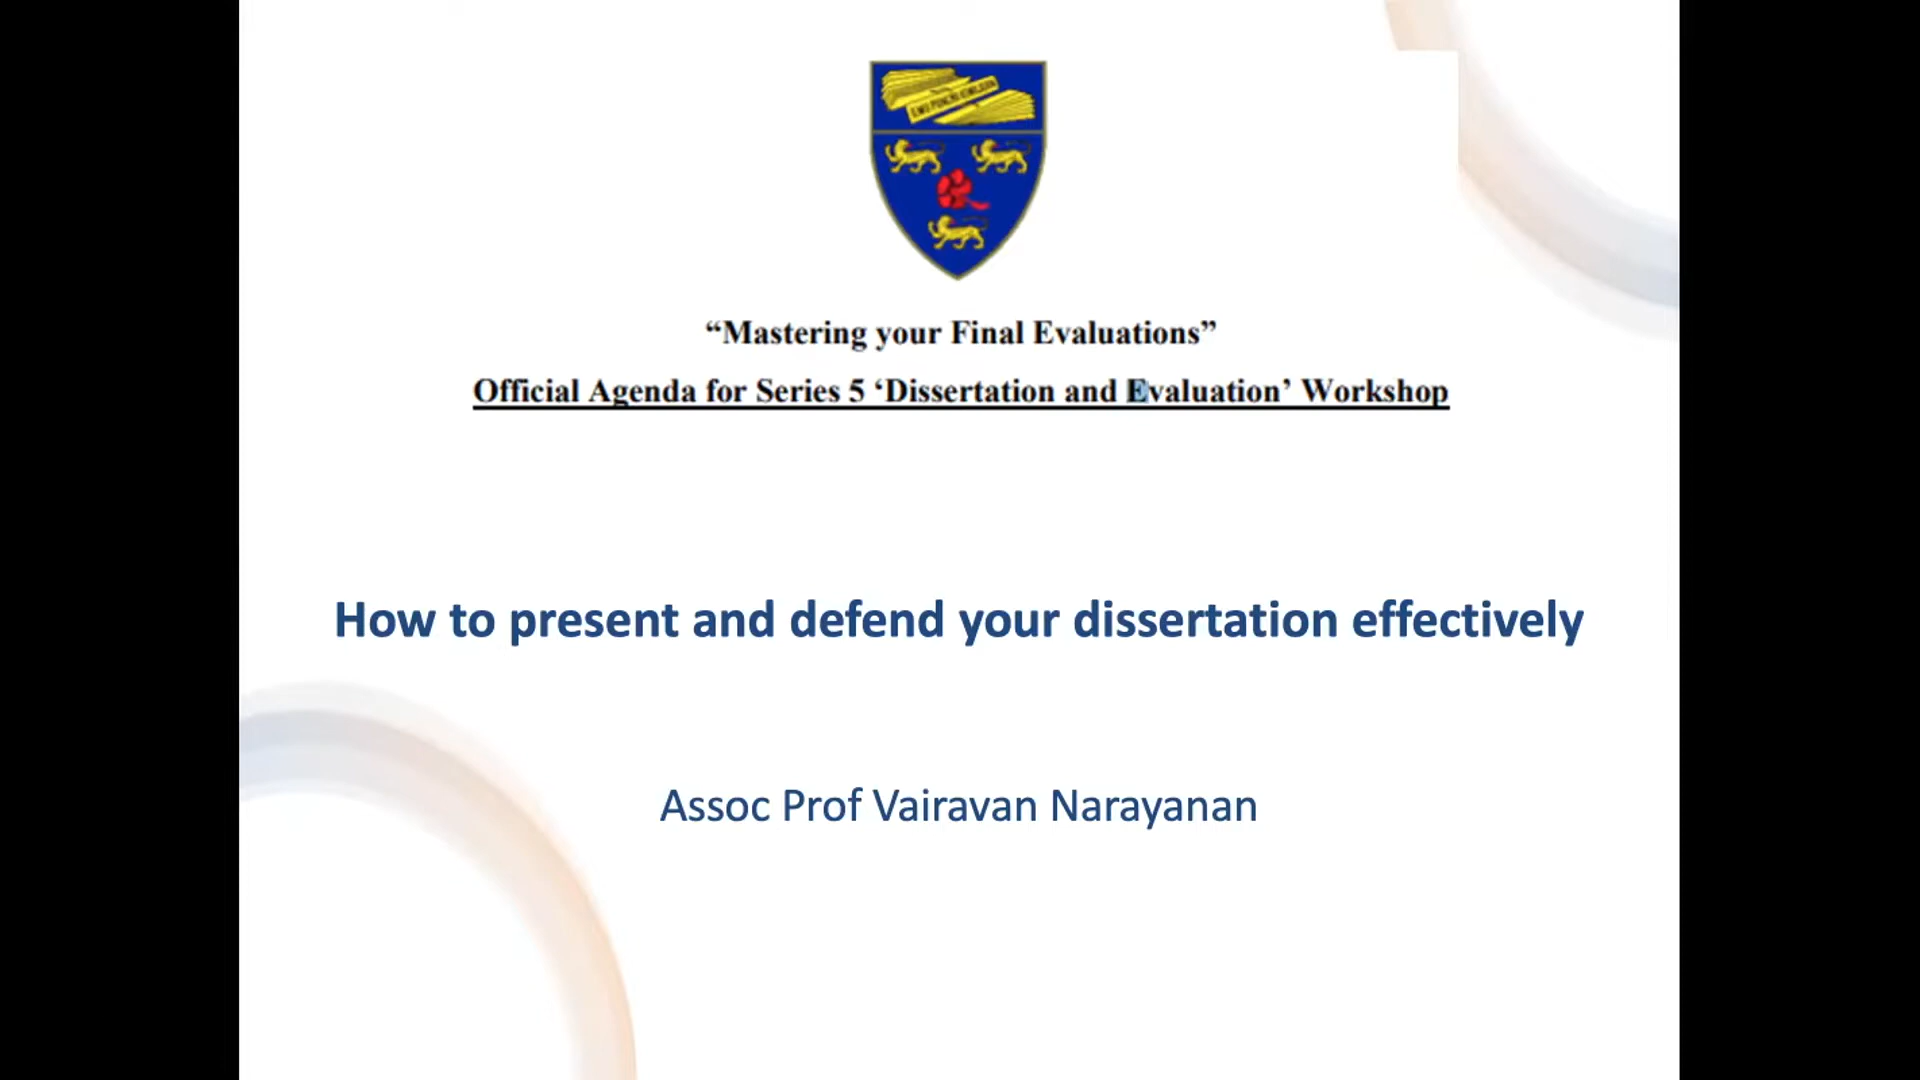 “Mastering your Final Evaluations”
Official Agenda for Series 5 ‘Dissertation and Evaluation’ Workshop
How to present and defend your dissertation effectively
Assoc Prof Vairavan Narayanan